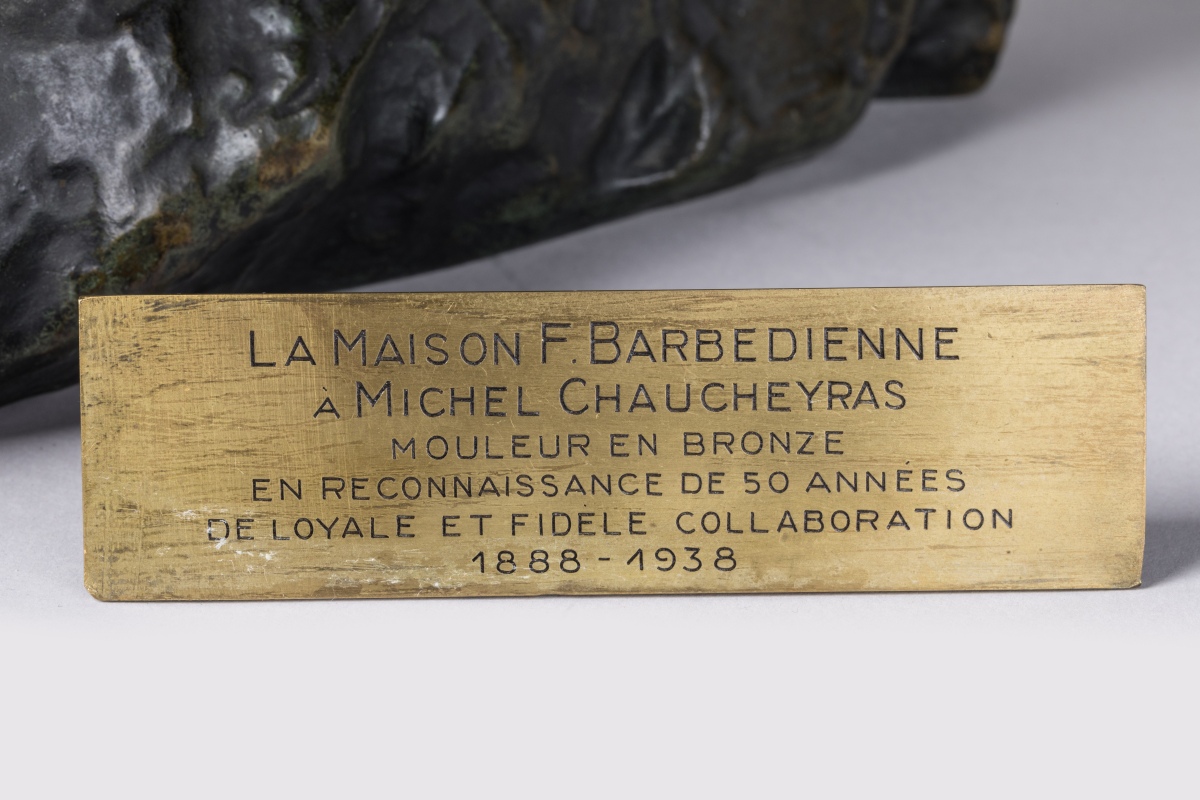 LA MAISON F. BARBEDIENNE
À MICHEL CHAUCHEYRAS
MOULEUR EN BRONZE
EN RECONNAISSANCE DE 50 ANNÉES
DE LOYALE ET FIDELE COLLABORATION
1888 - 1938